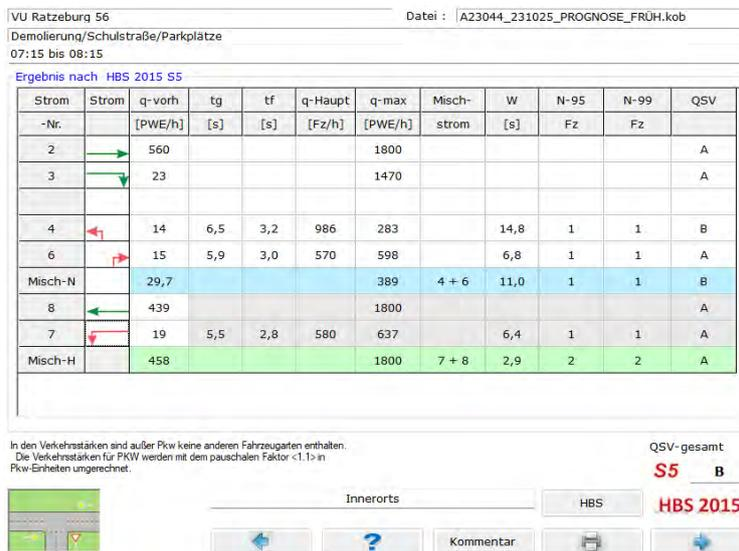 VU Ratzeburg 56
Datei : A23044_231025_PROGNOSE_FRÜH.kob
Demolierung/Schulstraße/Parkplätze
07:15 bis 08:15
Ergebnis nach HBS 2015 S5
Strom Strom q-vorh tg tf q-Haupt q-max Misch- W N-95 N-99 QSV
-Nr. [PWE/h] [s] [s] [Fz/h] [PWE/h] strom [s] Fz Fz
2 560 1800 A
3 23 1470 A
4 14 6,5 3,2 986 283 14,8 1 1 B
6 15 5,9 3,0 570 598 6,8 1 1 A
Misch-N 29,7 389 4 + 6 11,0 1 1 B
8 439 1800 A
7 19 5,5 2,8 580 637 6,4 1 1 A
Misch-H 458 1800 7 + 8 2,9 2 2 A
In den Verkehrsstärken sind außer Pkw keine anderen Fahrzeugarten enthalten.
Die Verkehrsstärken für PKW werden mit dem pauschalen Faktor <1.1> in
Pkw-Einheiten umgerechnet.
QSV-gesamt
S5 B
Innerorts
HBS
HBS 2015
?
Kommentar